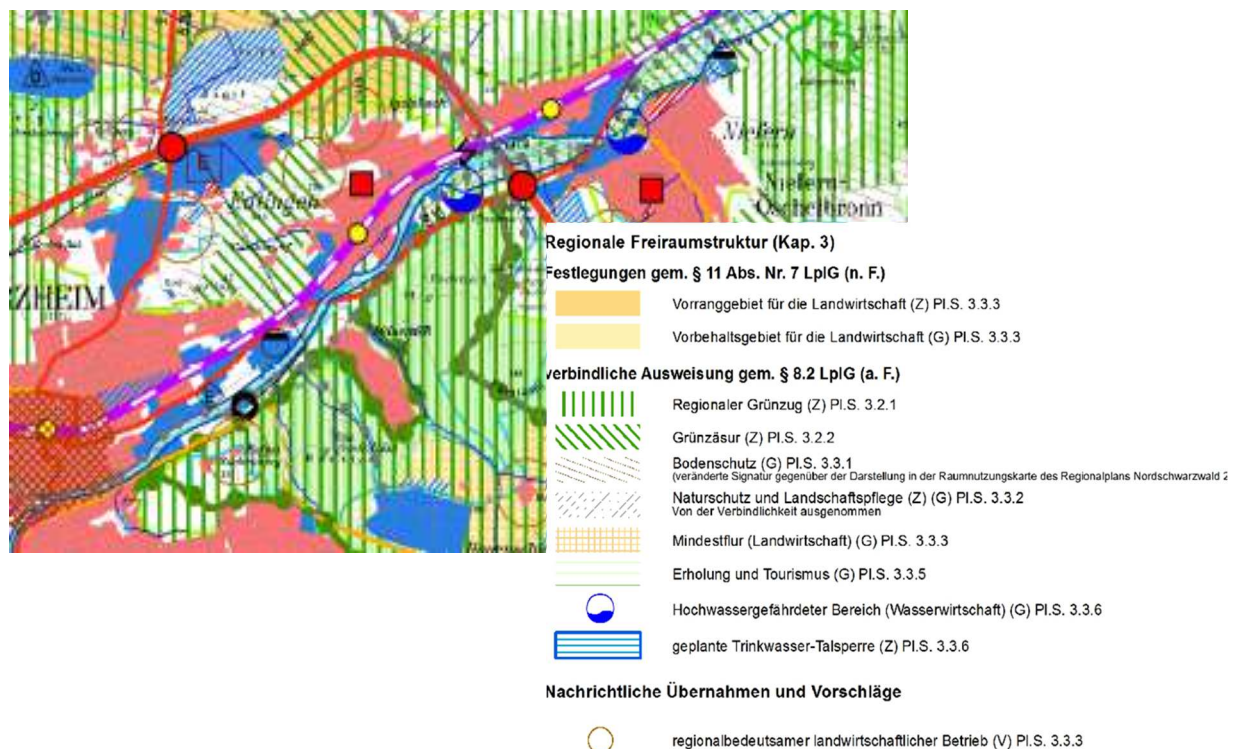 Niefern
Eutingen
Niefern-
Öschelbronn
ZHEIM
Regionale Freiraumstruktur (Kap. 3)
Festlegungen gem. § 11 Abs. Nr. 7 LplG (n. F.)
Vorranggebiet für die Landwirtschaft (Z) Pl.S. 3.3.3
Vorbehaltsgebiet für die Landwirtschaft (G) Pl.S. 3.3.3
verbindliche Ausweisung gem. § 8.2 LplG (a. F.)
Regionaler Grünzug (Z) Pl.S. 3.2.1
Grünzäsur (Z) Pl.S. 3.2.2
Bodenschutz (G) Pl.S. 3.3.1
(veränderte Signatur gegenüber der Darstellung in der Raumnutzungskarte des Regionalplans Nordschwarzwald 2
Naturschutz und Landschaftspflege (Z) (G) Pl.S. 3.3.2
Von der Verbindlichkeit ausgenommen
Mindestflur (Landwirtschaft) (G) Pl.S. 3.3.3
Erholung und Tourismus (G) Pl.S. 3.3.5
Hochwassergefährdeter Bereich (Wasserwirtschaft) (G) Pl.S. 3.3.6
geplante Trinkwasser-Talsperre (Z) Pl.S. 3.3.6
Nachrichtliche Übernahmen und Vorschläge
regionalbedeutsamer landwirtschaftlicher Betrieb (V) Pl.S. 3.3.3